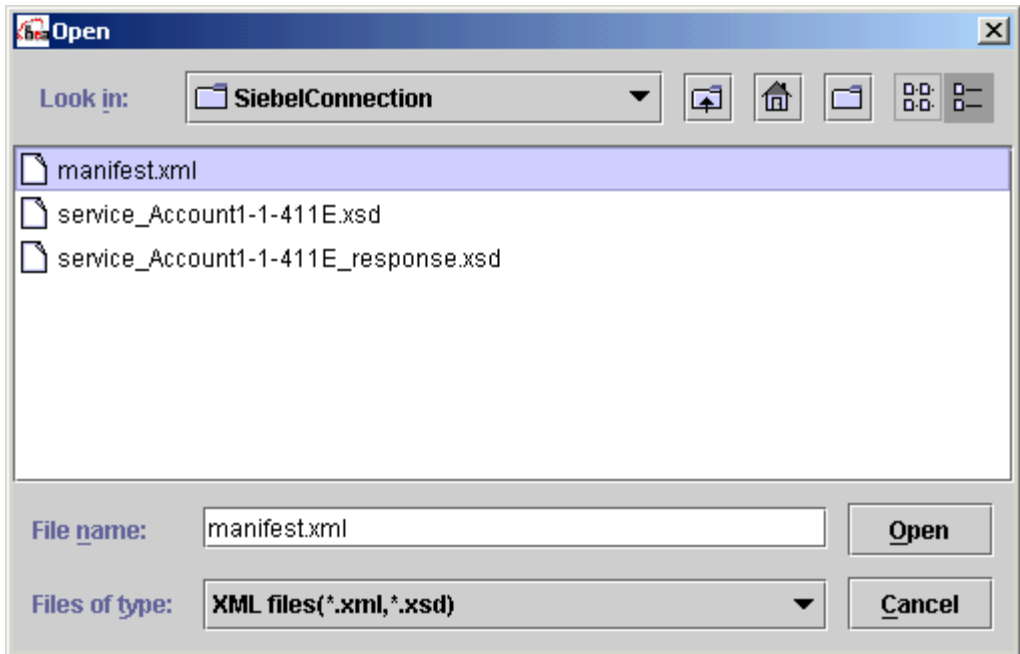 bea Open
Look in: SiebelConnection
manifest.xml
service_Account1-1-411E.xsd
service_Account1-1-411E_response.xsd
File name: manifest.xml Open
Files of type: XML files(*.xml,*.xsd) Cancel